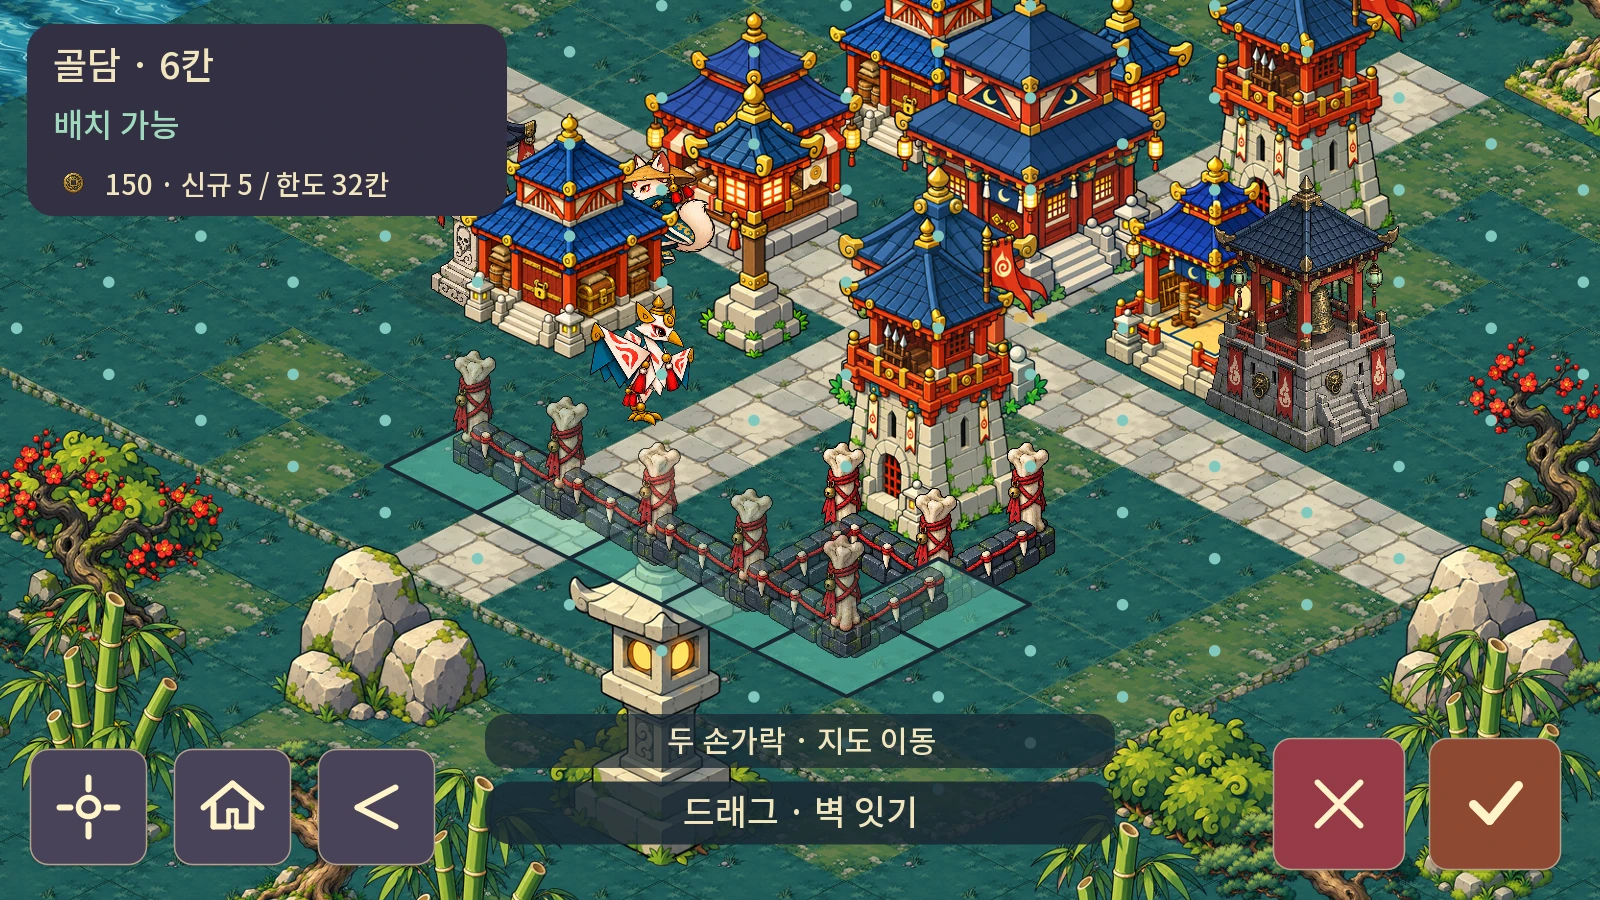 골담 · 6칸
배치 가능
150 · 신규 5 / 한도 32칸
두 손가락 · 지도 이동
드래그 · 벽 잇기